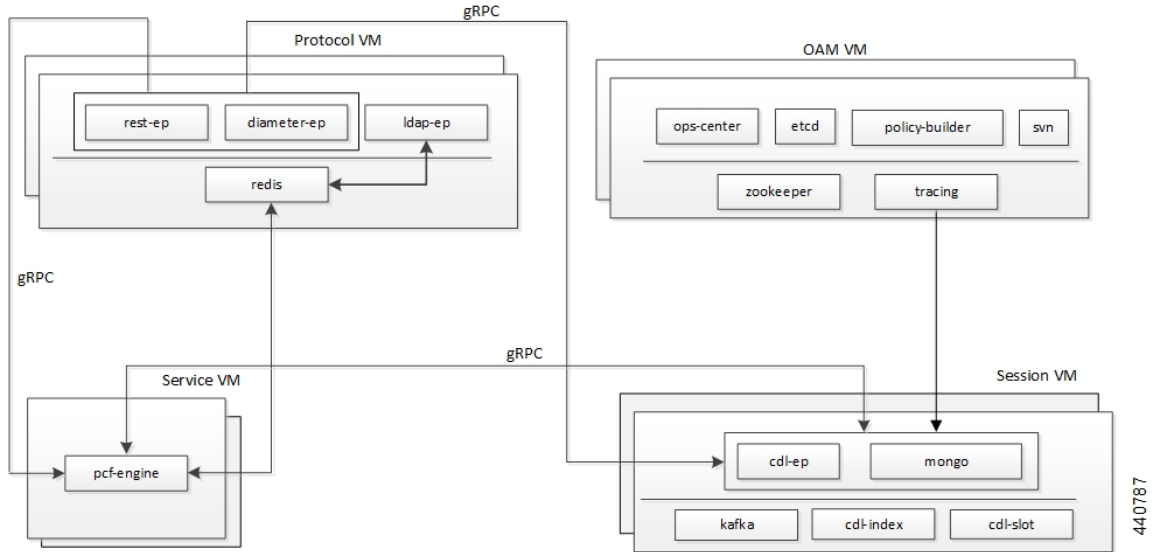 gRPC
Protocol VM
OAM VM
rest-ep
diameter-ep
ldap-ep
ops-center
etcd
policy-builder
svn
redis
zookeeper
tracing
gRPC
gRPC
Service VM
Session VM
pcf-engine
cdl-ep
mongo
kafka
cdl-index
cdl-slot
440787